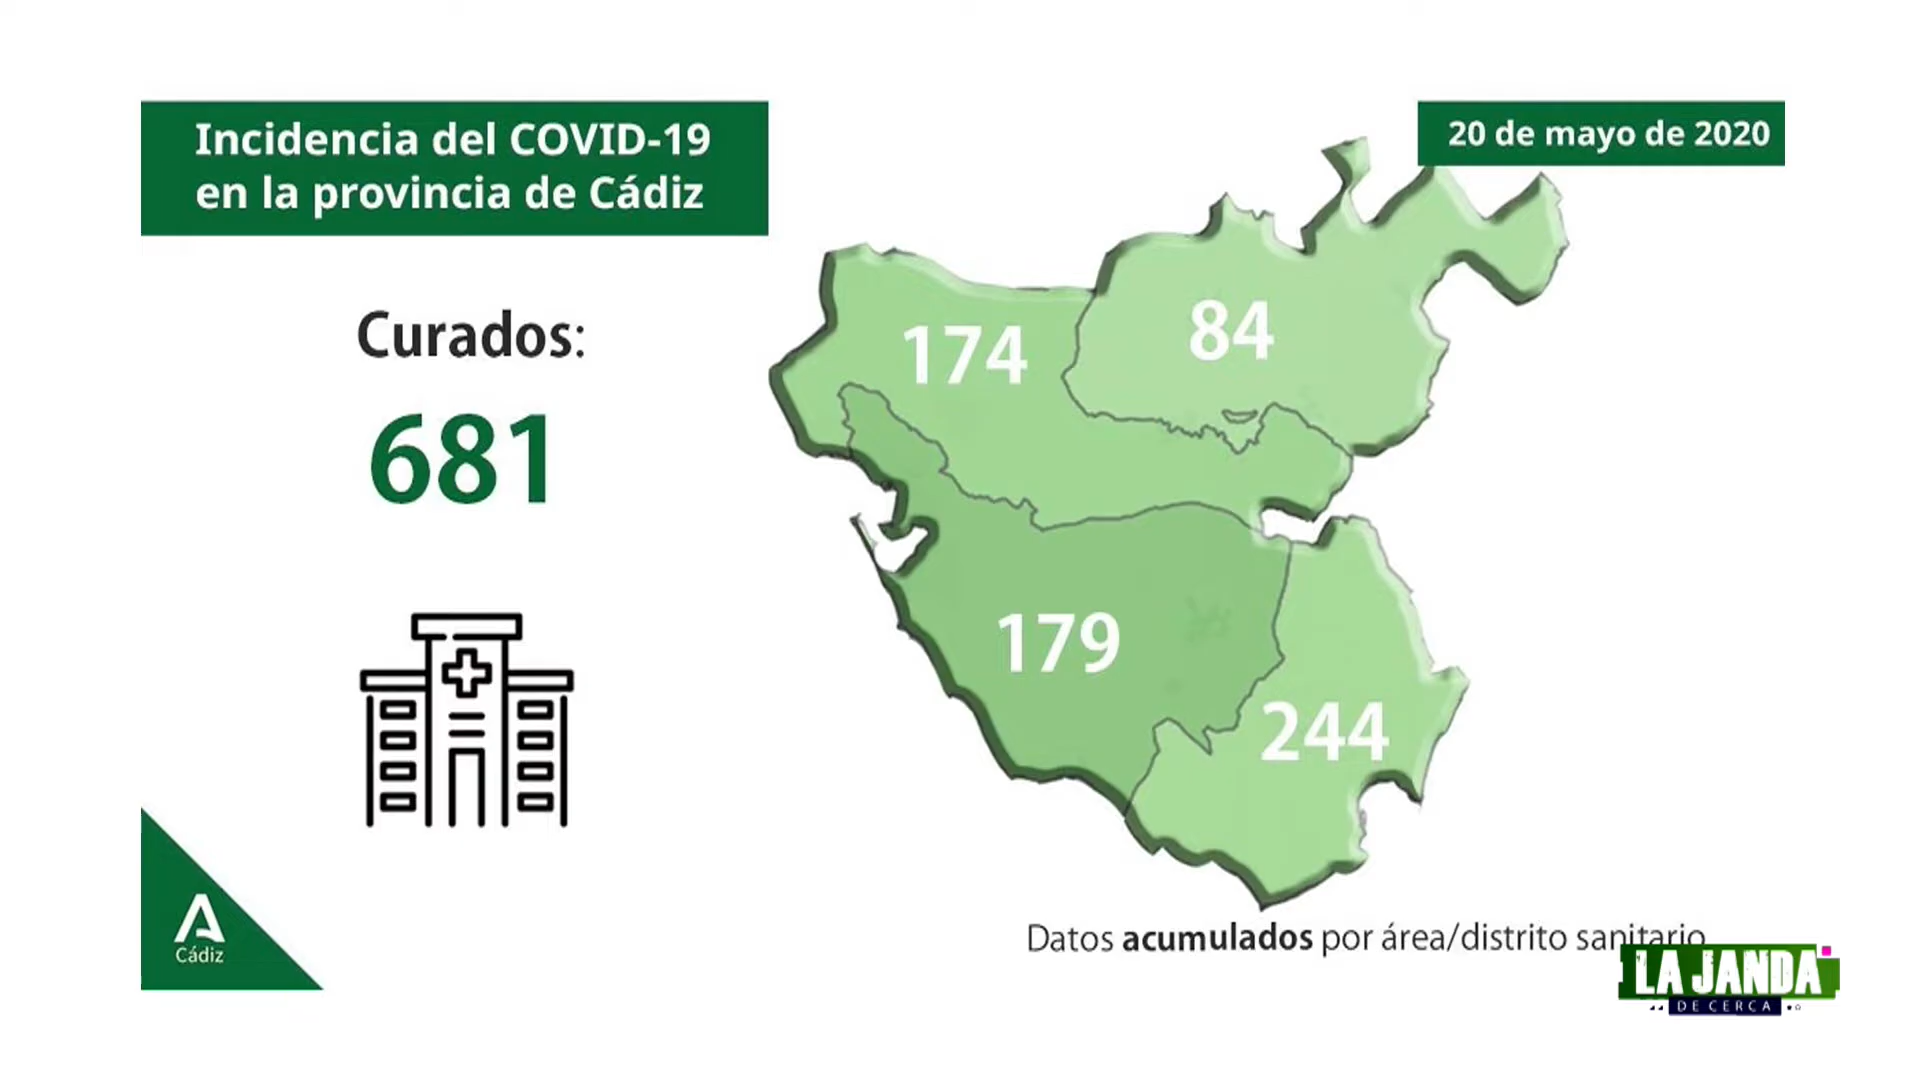 Incidencia del COVID-19
en la provincia de Cádiz
20 de mayo de 2020
Curados:
681
174
84
179
244
Datos acumulados por área/distrito sanitario
Cádiz
LA JANDA
DE CERCA